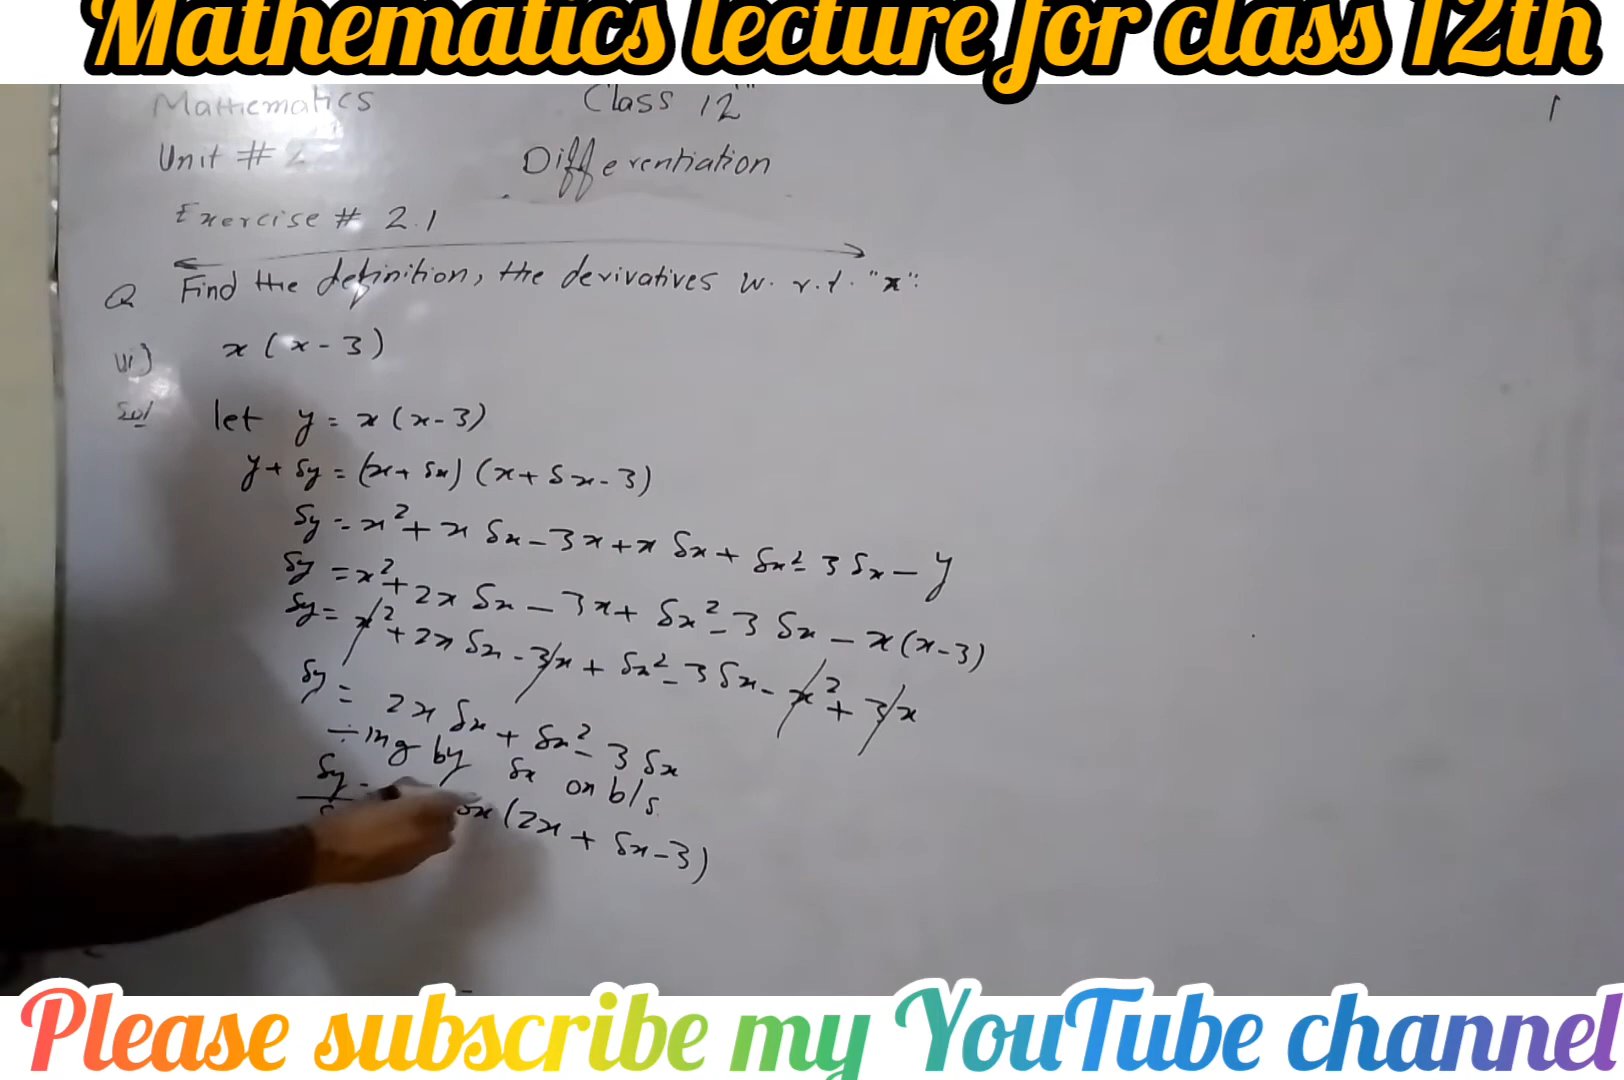 Mathematics lecture for class 12th
Mathematics Class 12th
Unit # 2 Differentiation
Exercise # 2.1
Q Find the definition, the derivatives w.r.t. "x":
vi) x(x-3)
Sol let y = x(x-3)
y + δy = (x + δx) (x + δx - 3)
δy = x² + x δx - 3x + x δx + δx² - 3 δx - y
δy = x² + 2x δx - 3x + δx² - 3 δx - x(x-3)
δy = x² + 2x δx - 3x + δx² - 3 δx - x² + 3x
δy = 2x δx + δx² - 3 δx
÷ing by δx on b/s
δy = δx (2x + δx - 3)
Please subscribe my YouTube channel